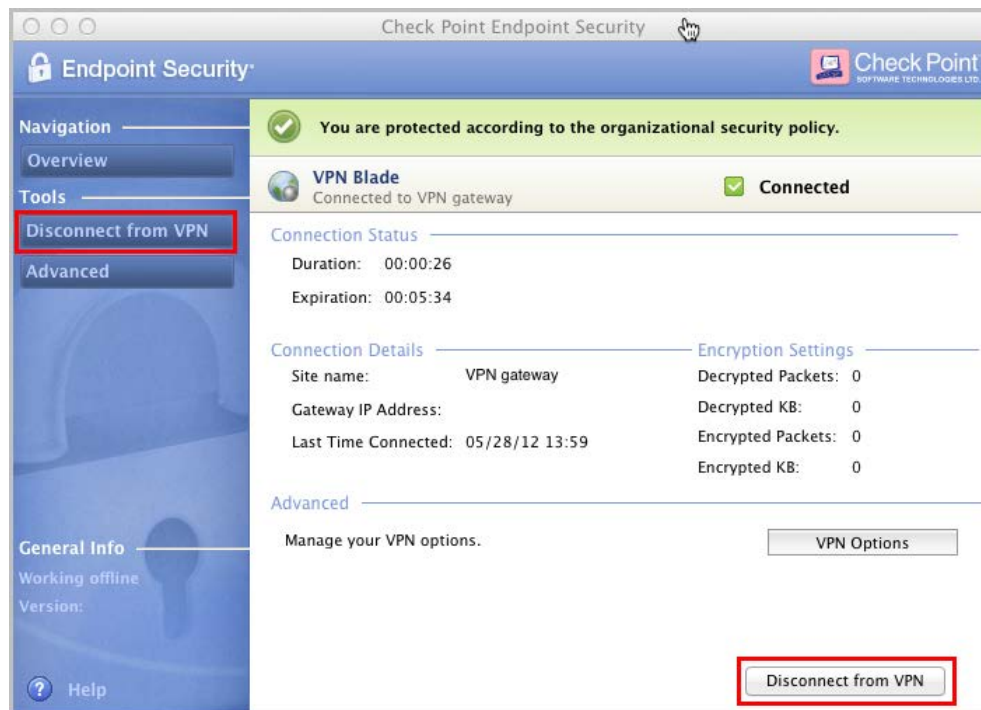 Check Point Endpoint Security
Endpoint Security
Check Point
SOFTWARE TECHNOLOGIES LTD.
Navigation
Overview
Tools
Disconnect from VPN
Advanced
You are protected according to the organizational security policy.
VPN Blade
Connected to VPN gateway
Connected
Connection Status
Duration: 00:00:26
Expiration: 00:05:34
Connection Details
Site name: VPN gateway
Gateway IP Address:
Last Time Connected: 05/28/12 13:59
Encryption Settings
Decrypted Packets: 0
Decrypted KB: 0
Encrypted Packets: 0
Encrypted KB: 0
Advanced
Manage your VPN options.
VPN Options
General Info
Working offline
Version:
? Help
Disconnect from VPN